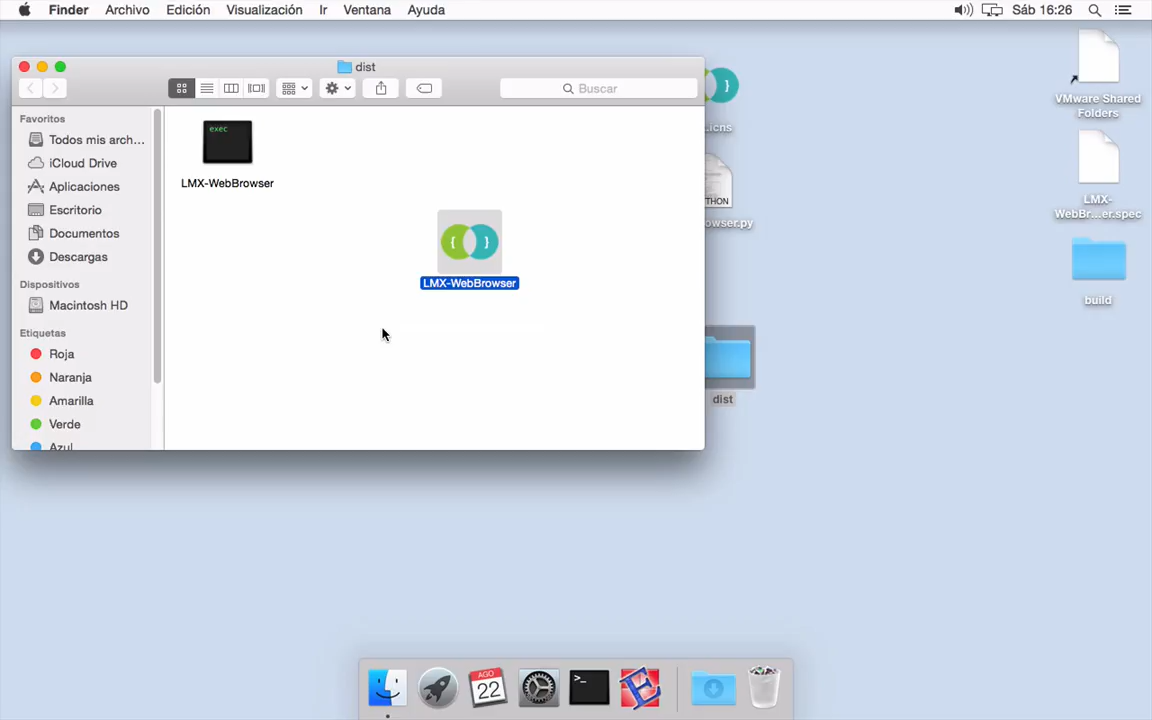 Finder Archivo Edición Visualización Ir Ventana Ayuda Sáb 16:26
dist
Buscar
Favoritos
Todos mis arch...
iCloud Drive
Aplicaciones
Escritorio
Documentos
Descargas
Dispositivos
Macintosh HD
Etiquetas
Roja
Naranja
Amarilla
Verde
Azul
exec
LMX-WebBrowser
{ }
LMX-WebBrowser
}
.icns
THON
owser.py
dist
VMware Shared
Folders
LMX-
WebBr...er.spec
build
AGO
22
>_
E